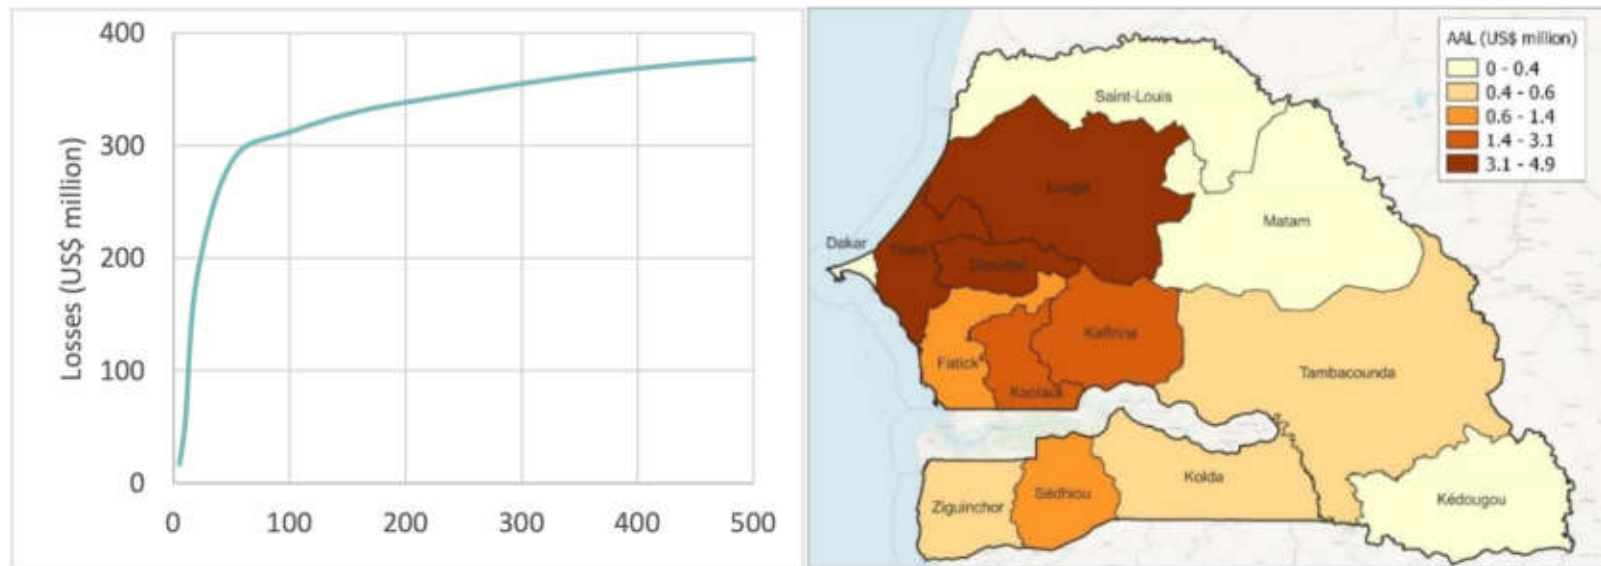 Losses (US$ million)
400
300
200
100
0
0 100 200 300 400 500
AAL (US$ million)
0 - 0.4
0.4 - 0.6
0.6 - 1.4
1.4 - 3.1
3.1 - 4.9
Saint-Louis
Louga
Matam
Dakar
Thies
Diourbel
Kaffrine
Fatick
Kaolack
Tambacounda
Kolda
Sédhiou
Ziguinchor
Kédougou